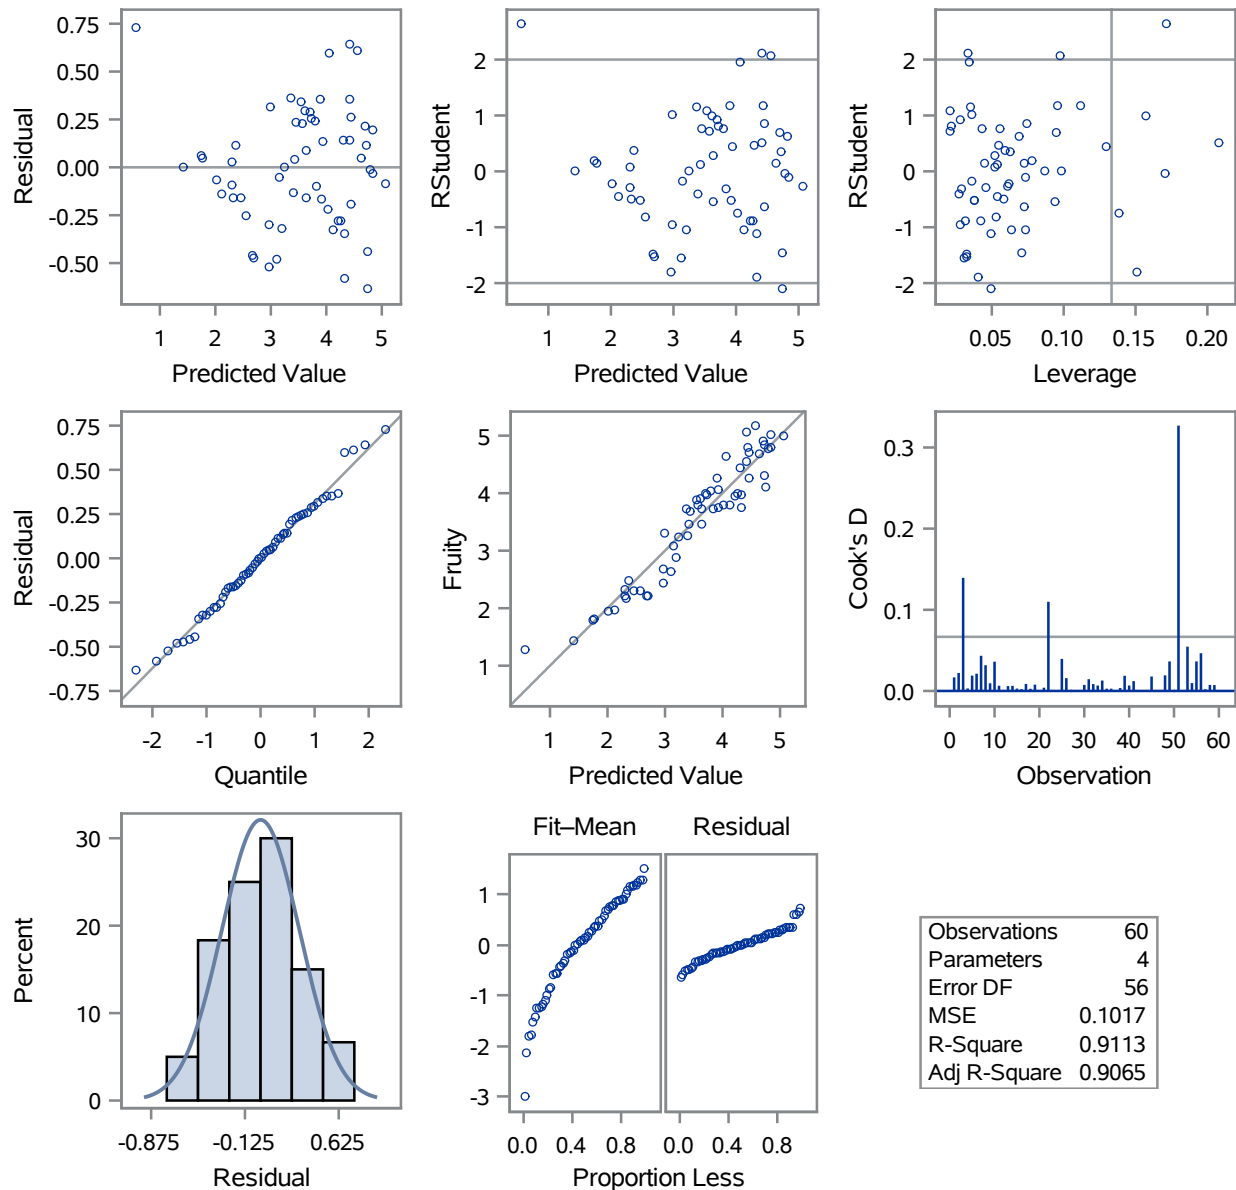 Residual
0.75
0.50
0.25
0.00
-0.25
-0.50
1 2 3 4 5
Predicted Value
RStudent
2
1
0
-1
-2
1 2 3 4 5
Predicted Value
RStudent
2
1
0
-1
-2
0.05 0.10 0.15 0.20
Leverage
Residual
0.75
0.50
0.25
0.00
-0.25
-0.50
-0.75
-2 -1 0 1 2
Quantile
Fruity
5
4
3
2
1
1 2 3 4 5
Predicted Value
Cook's D
0.3
0.2
0.1
0.0
0 10 20 30 40 50 60
Observation
Percent
30
20
10
0
-0.875 -0.125 0.625
Residual
Fit–Mean Residual
1
0
-1
-2
-3
0.0 0.4 0.8 0.0 0.4 0.8
Proportion Less
Observations 60
Parameters 4
Error DF 56
MSE 0.1017
R-Square 0.9113
Adj R-Square 0.9065